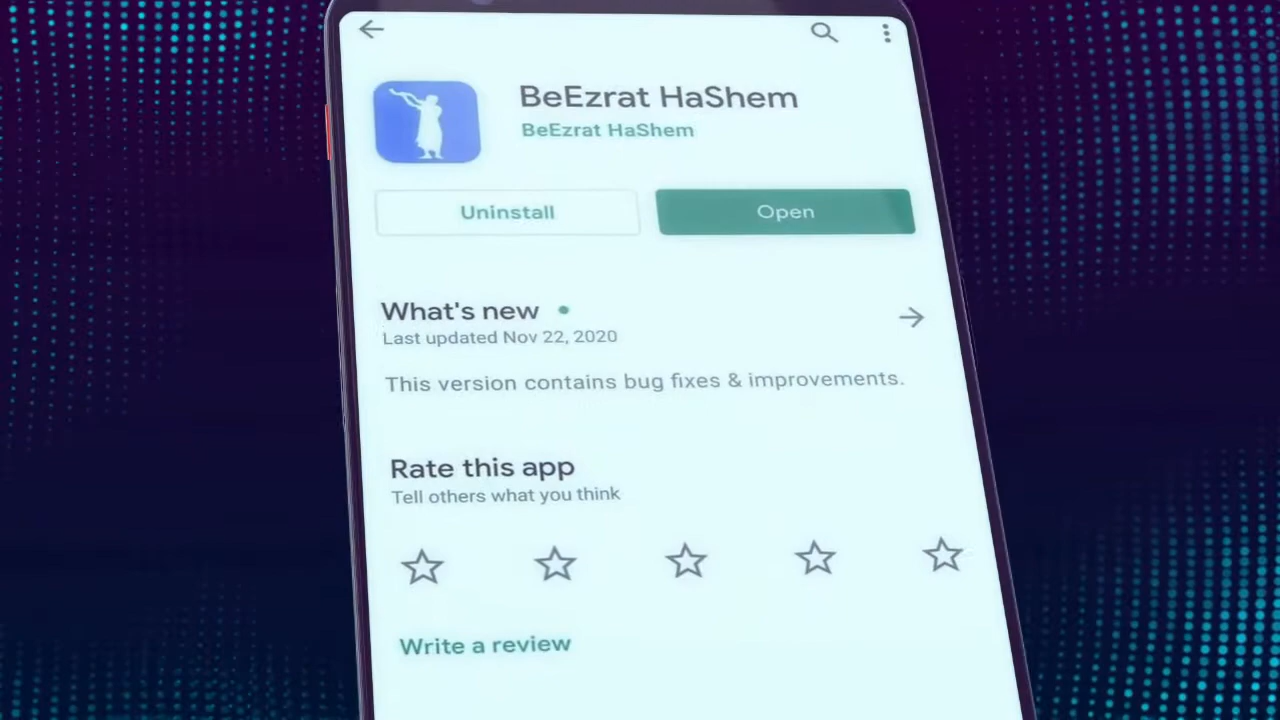 BeEzrat HaShem
BeEzrat HaShem
Uninstall
Open
What's new
Last updated Nov 22, 2020
This version contains bug fixes & improvements.
Rate this app
Tell others what you think
Write a review